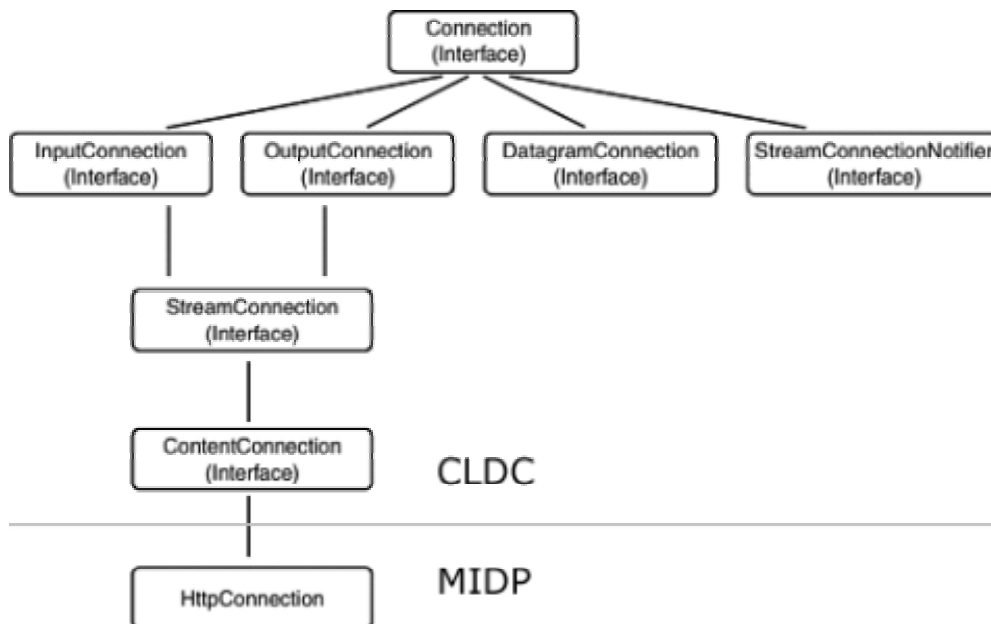 Connection
(Interface)
InputConnection
(Interface)
OutputConnection
(Interface)
DatagramConnection
(Interface)
StreamConnectionNotifier
(Interface)
StreamConnection
(Interface)
ContentConnection
(Interface)
CLDC
MIDP
HttpConnection